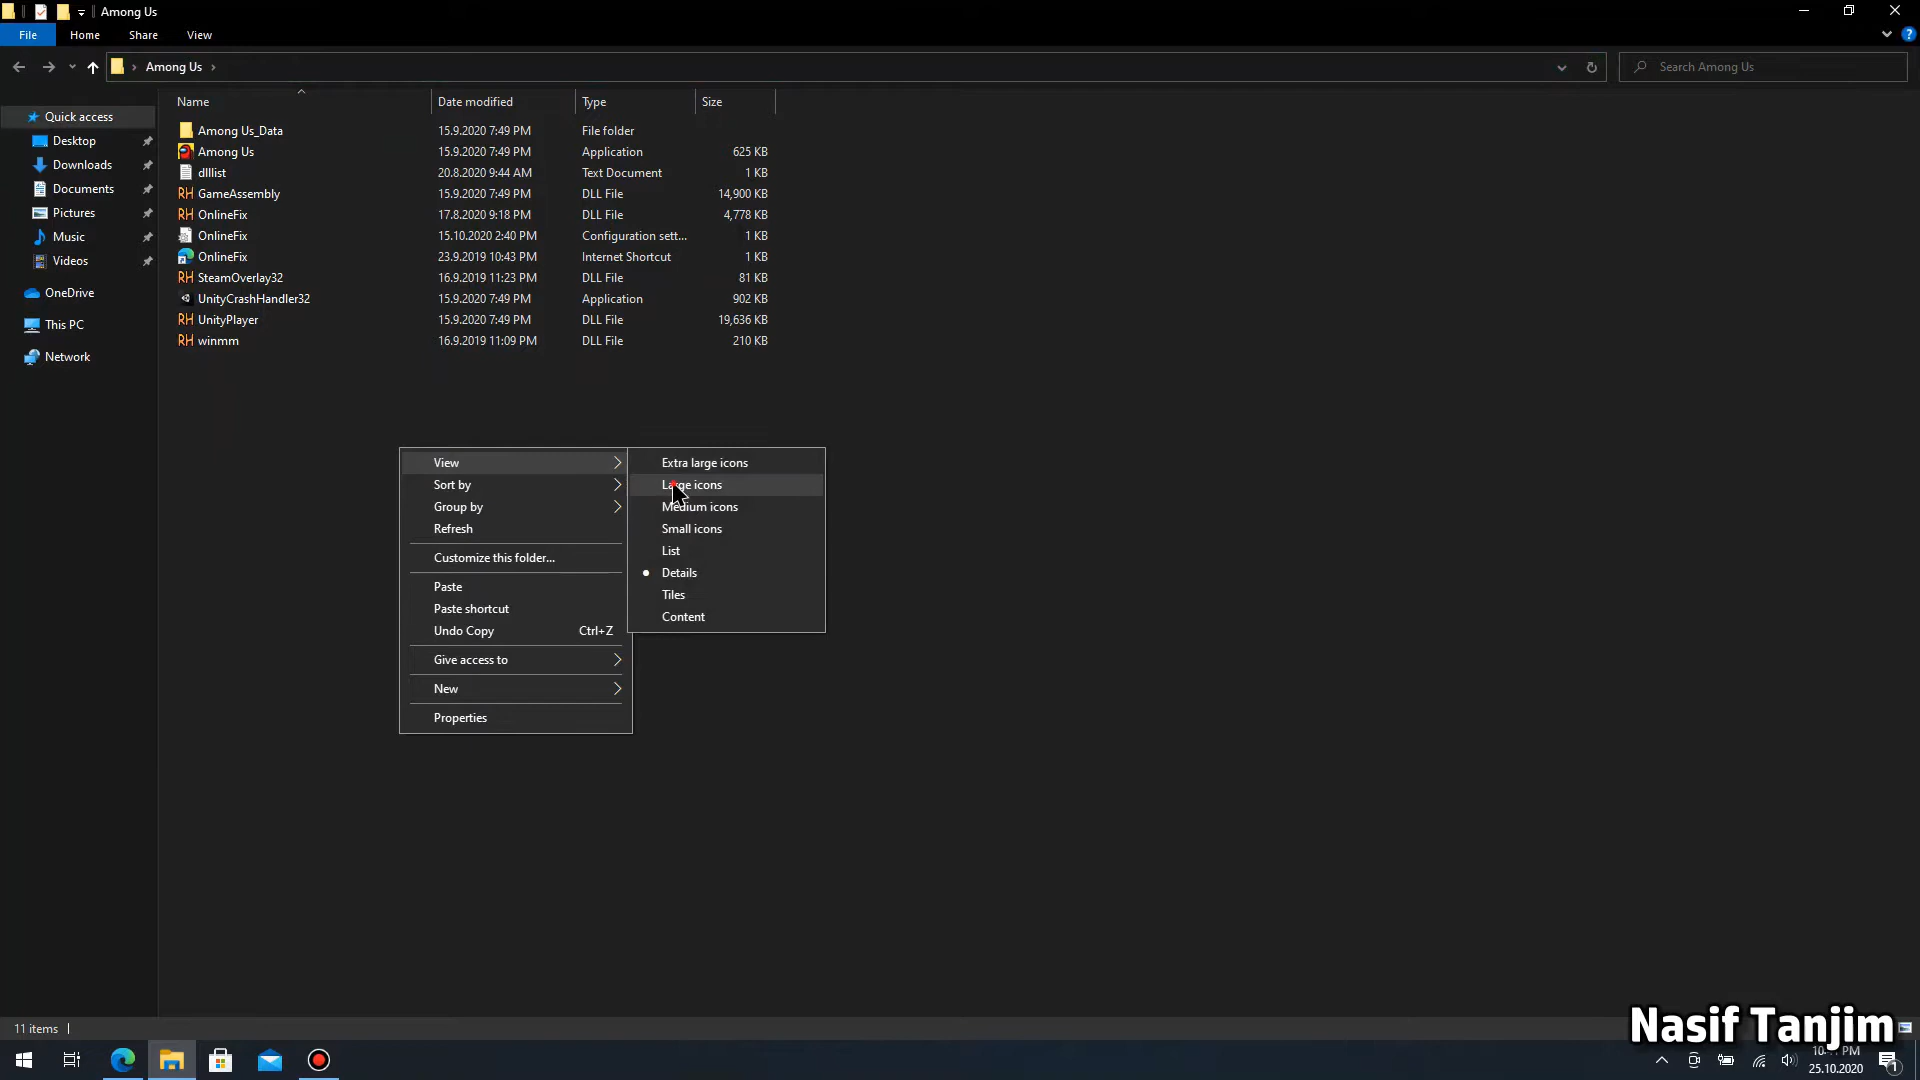 Among Us
File Home Share View
Among Us
Search Among Us
Name Date modified Type Size
Quick access
Desktop
Downloads
Documents
Pictures
Music
Videos
OneDrive
This PC
Network
Among Us_Data 15.9.2020 7:49 PM File folder
Among Us 15.9.2020 7:49 PM Application 625 KB
dlllist 20.8.2020 9:44 AM Text Document 1 KB
GameAssembly 15.9.2020 7:49 PM DLL File 14,900 KB
OnlineFix 17.8.2020 9:18 PM DLL File 4,778 KB
OnlineFix 15.10.2020 2:40 PM Configuration sett... 1 KB
OnlineFix 23.9.2019 10:43 PM Internet Shortcut 1 KB
SteamOverlay32 16.9.2019 11:23 PM DLL File 81 KB
UnityCrashHandler32 15.9.2020 7:49 PM Application 902 KB
UnityPlayer 15.9.2020 7:49 PM DLL File 19,636 KB
winmm 16.9.2019 11:09 PM DLL File 210 KB
View
Sort by
Group by
Refresh
Customize this folder...
Paste
Paste shortcut
Undo Copy Ctrl+Z
Give access to
New
Properties
Extra large icons
Large icons
Medium icons
Small icons
List
Details
Tiles
Content
11 items
Nasif Tanjim
PM
25.10.2020
1